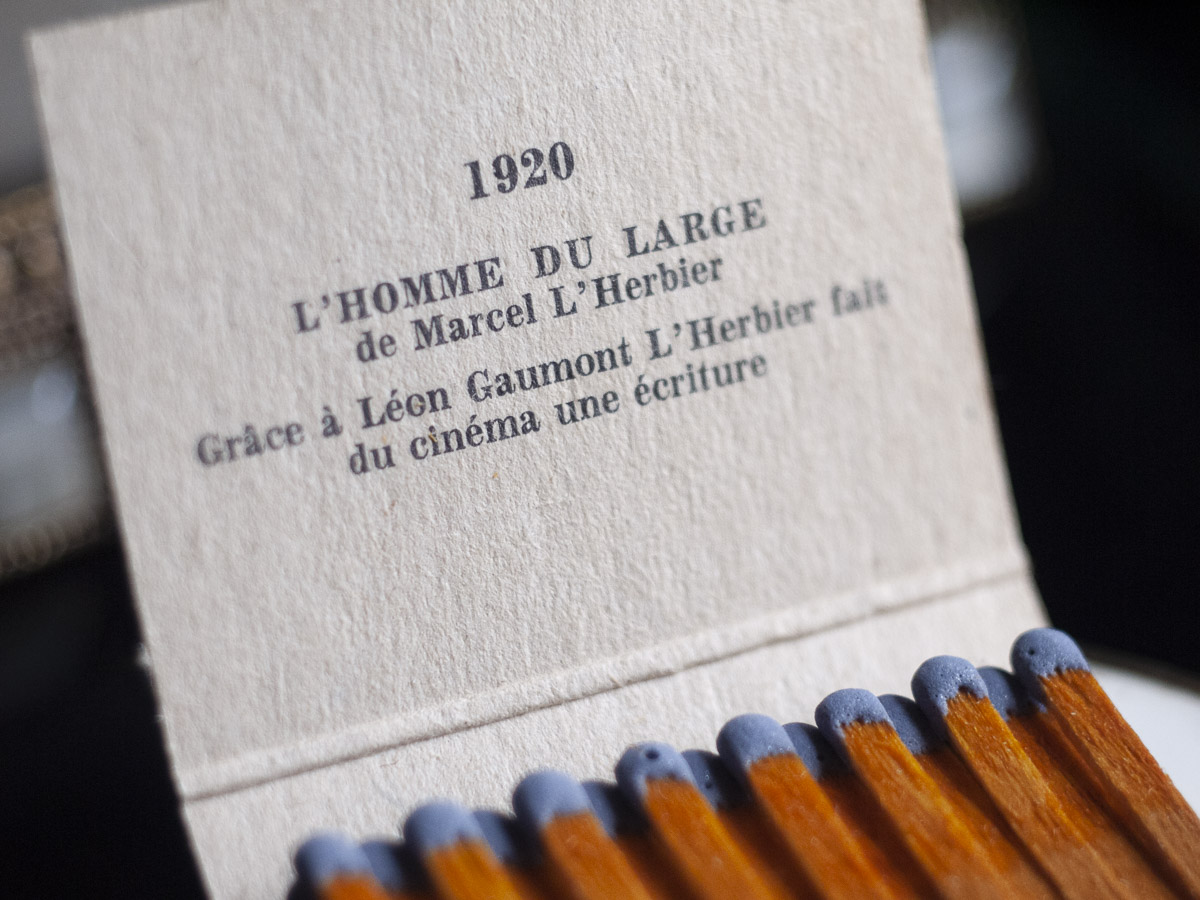 1920
L'HOMME DU LARGE
de Marcel L'Herbier
Grâce à Léon Gaumont L'Herbier fait
du cinéma une écriture